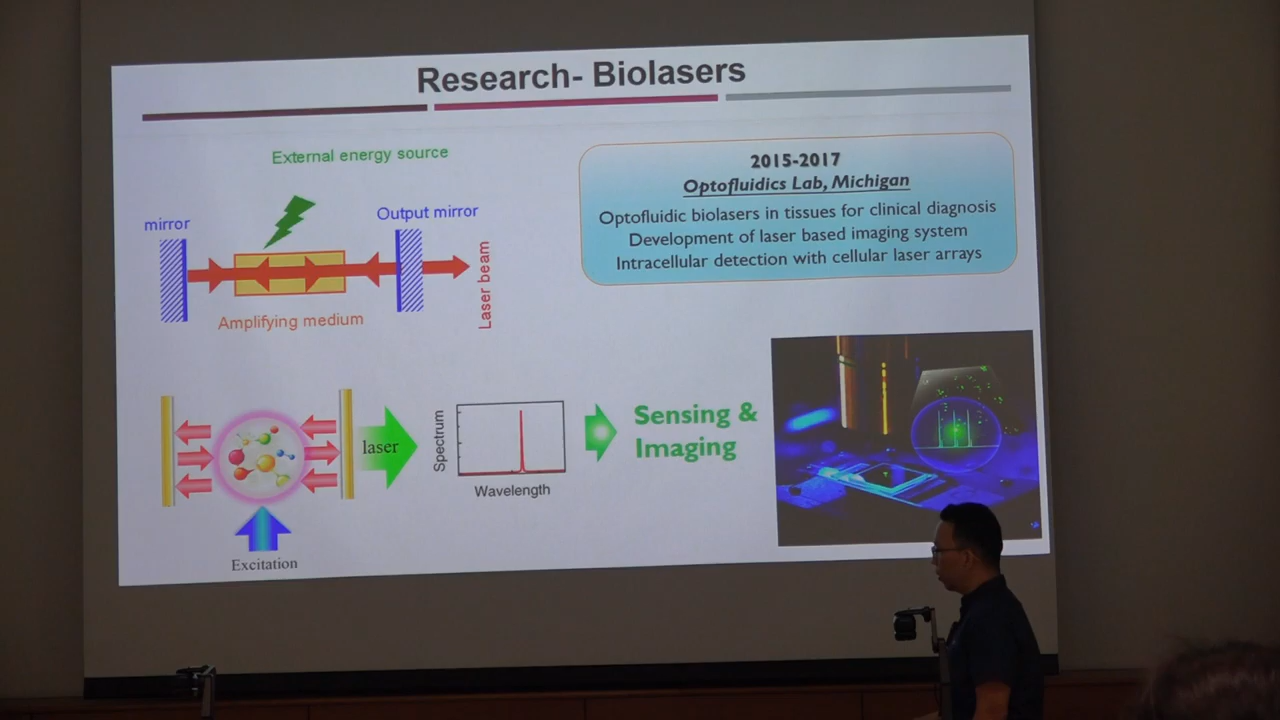 Research- Biolasers
External energy source
mirror
Output mirror
Laser beam
Amplifying medium
2015-2017
Optofluidics Lab, Michigan
Optofluidic biolasers in tissues for clinical diagnosis
Development of laser based imaging system
Intracellular detection with cellular laser arrays
laser
Spectrum
Wavelength
Sensing &
Imaging
Excitation